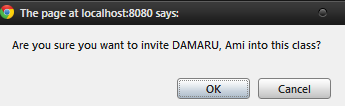 The page at localhost:8080 says:
Are you sure you want to invite DAMARU, Ami into this class?
OK
Cancel